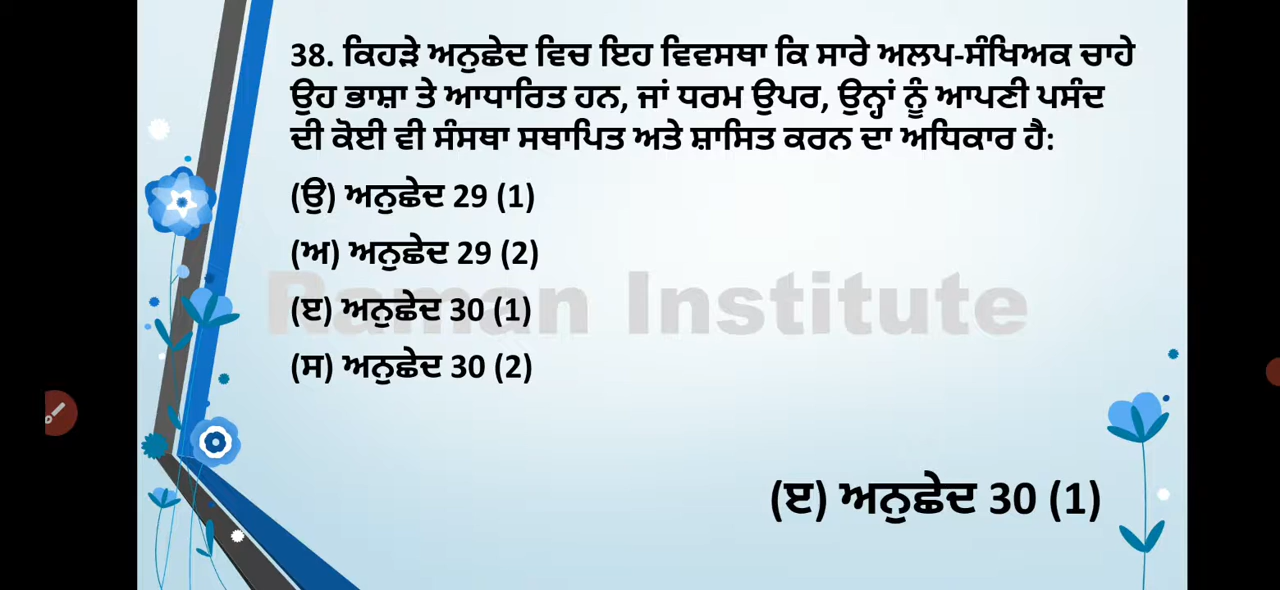 38. ਕਿਹੜੇ ਅਨੁਛੇਦ ਵਿਚ ਇਹ ਵਿਵਸਥਾ ਕਿ ਸਾਰੇ ਅਲਪ-ਸੰਖਿਅਕ ਚਾਹੇ
ਉਹ ਭਾਸ਼ਾ ਤੇ ਆਧਾਰਿਤ ਹਨ, ਜਾਂ ਧਰਮ ਉਪਰ, ਉਨ੍ਹਾਂ ਨੂੰ ਆਪਣੀ ਪਸੰਦ
ਦੀ ਕੋਈ ਵੀ ਸੰਸਥਾ ਸਥਾਪਿਤ ਅਤੇ ਸ਼ਾਸਿਤ ਕਰਨ ਦਾ ਅਧਿਕਾਰ ਹੈ:
(ੳ) ਅਨੁਛੇਦ 29 (1)
(ਅ) ਅਨੁਛੇਦ 29 (2)
Raman Institute
(ੲ) ਅਨੁਛੇਦ 30 (1)
(ਸ) ਅਨੁਛੇਦ 30 (2)
(ੲ) ਅਨੁਛੇਦ 30 (1)